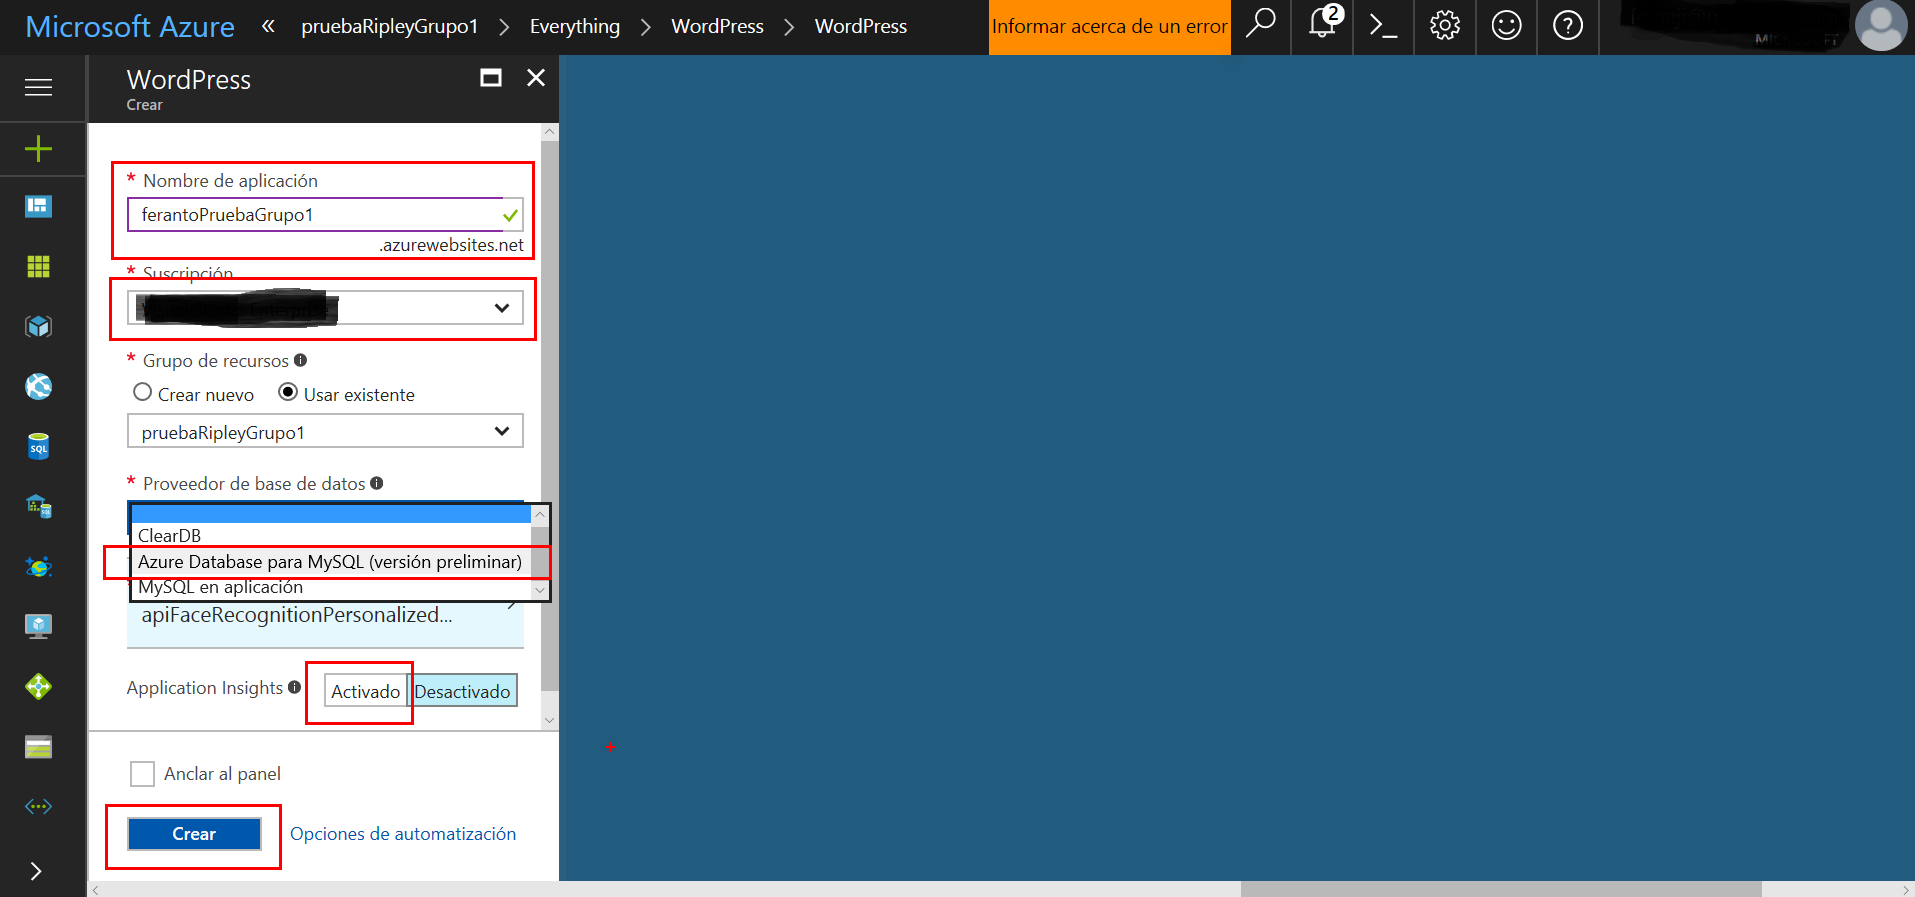 Microsoft Azure « pruebaRipleyGrupo1 > Everything > WordPress > WordPress
Informar acerca de un error
2
WordPress
Crear
* Nombre de aplicación
ferantoPruebaGrupo1
.azurewebsites.net
* Suscripción
* Grupo de recursos
Crear nuevo
Usar existente
pruebaRipleyGrupo1
* Proveedor de base de datos
ClearDB
Azure Database para MySQL (versión preliminar)
MySQL en aplicación
apiFaceRecognitionPersonalized...
Application Insights
Activado
Desactivado
Anclar al panel
Crear
Opciones de automatización
SQL